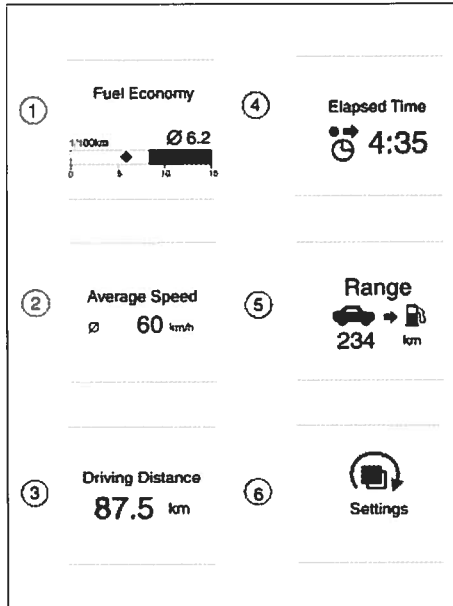 1
Fuel Economy
l/100km Ø 6.2
0 5 10 15
2
Average Speed
Ø 60 km/h
3
Driving Distance
87.5 km
4
Elapsed Time
4:35
5
Range
234 km
6
Settings